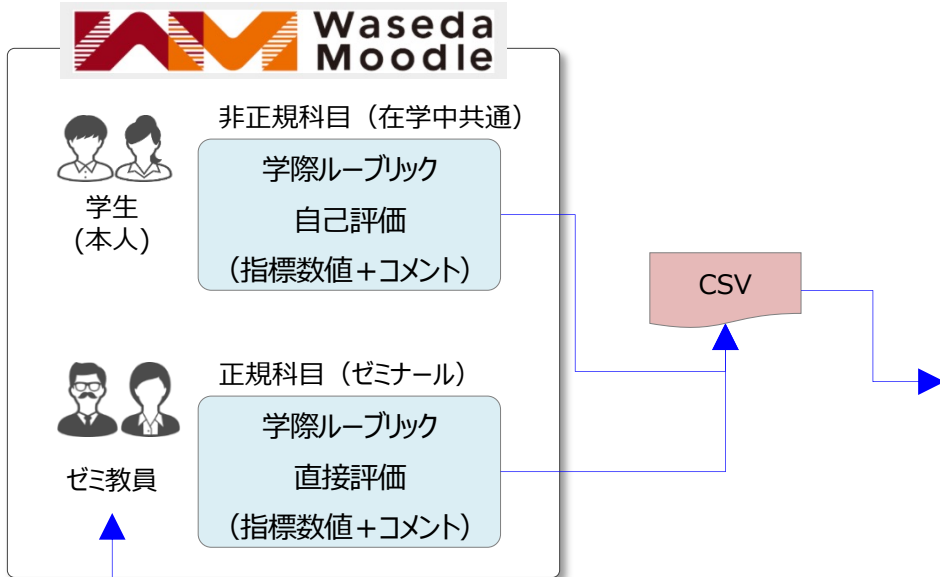 Waseda
Moodle
非正規科目（在学中共通）
学際ルーブリック
自己評価
（指標数値＋コメント）
学生
(本人)
CSV
正規科目（ゼミナール）
学際ルーブリック
直接評価
（指標数値＋コメント）
ゼミ教員